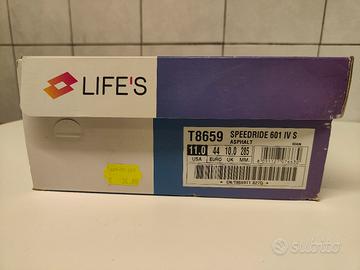 LIFE'S
T8659 SPEEDRIDE 601 IV S
ASPHALT
11.0 44 10.0 285
USA EURO UK MM.
subito